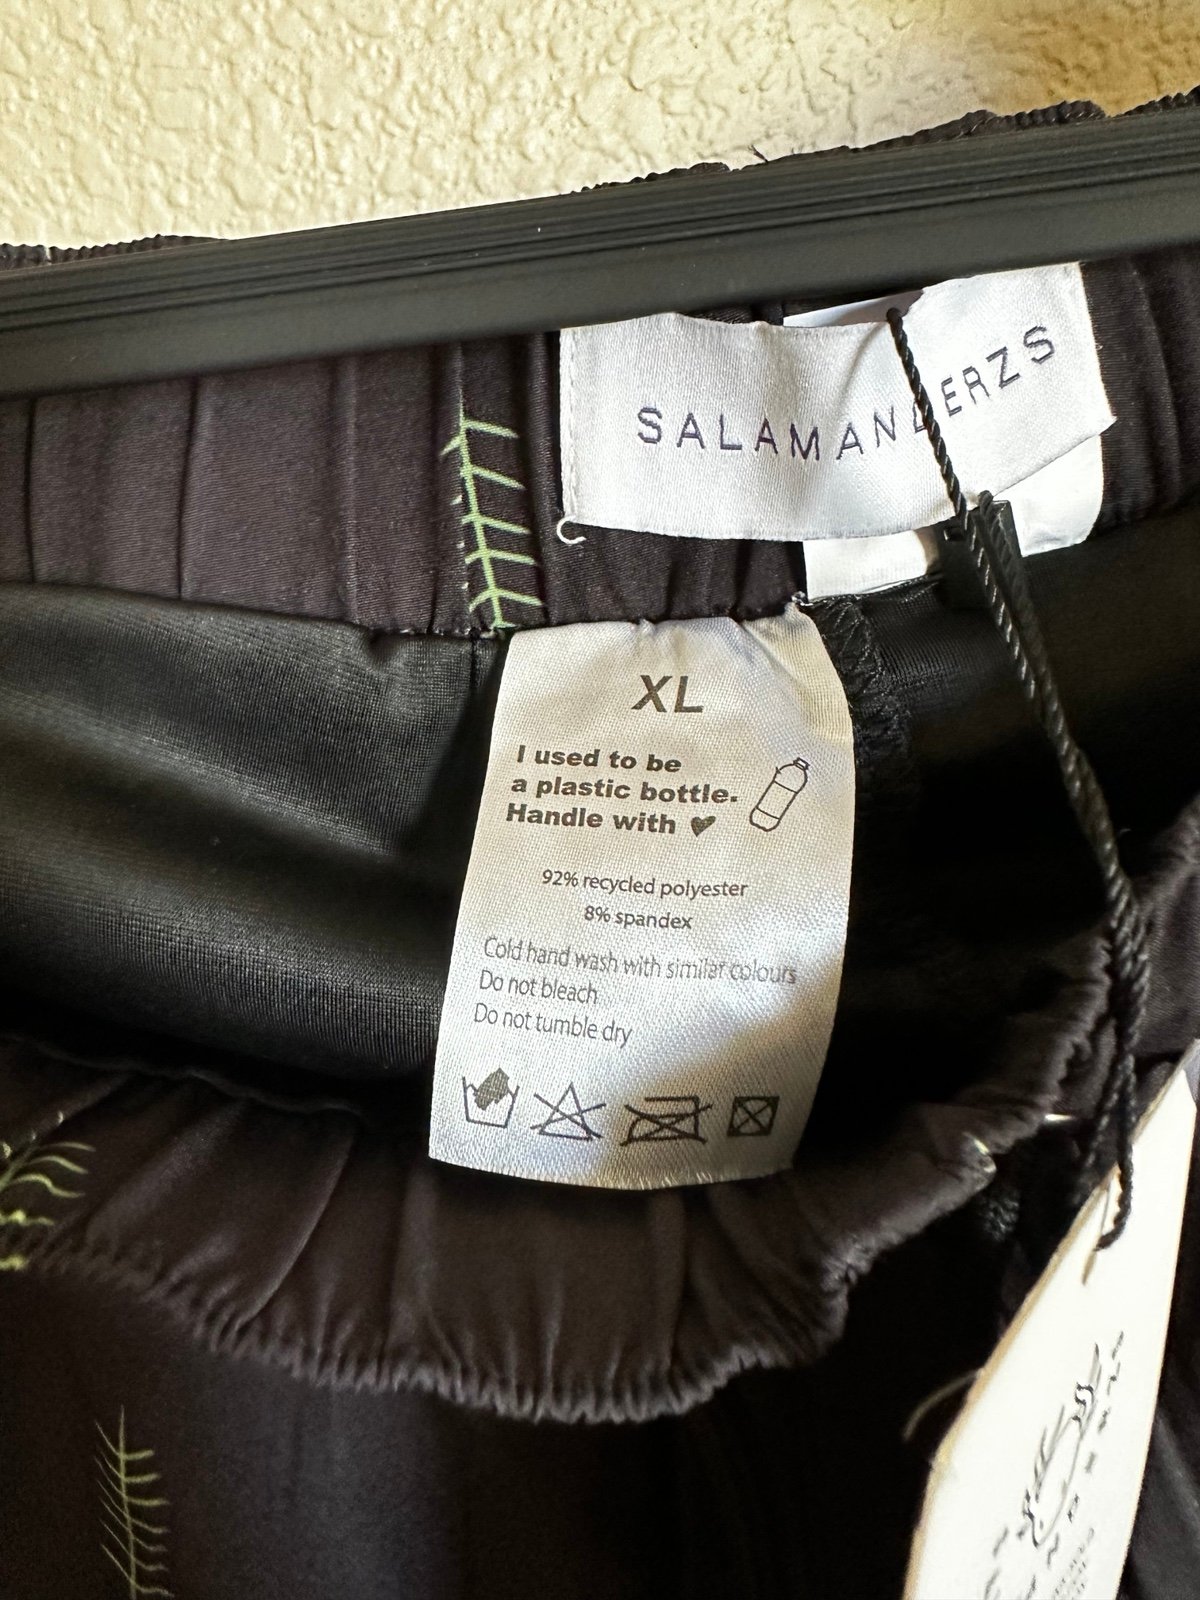 SALAMANDERZS
XL
I used to be
a plastic bottle.
Handle with
92% recycled polyester
8% spandex
Cold hand wash with similar colours
Do not bleach
Do not tumble dry